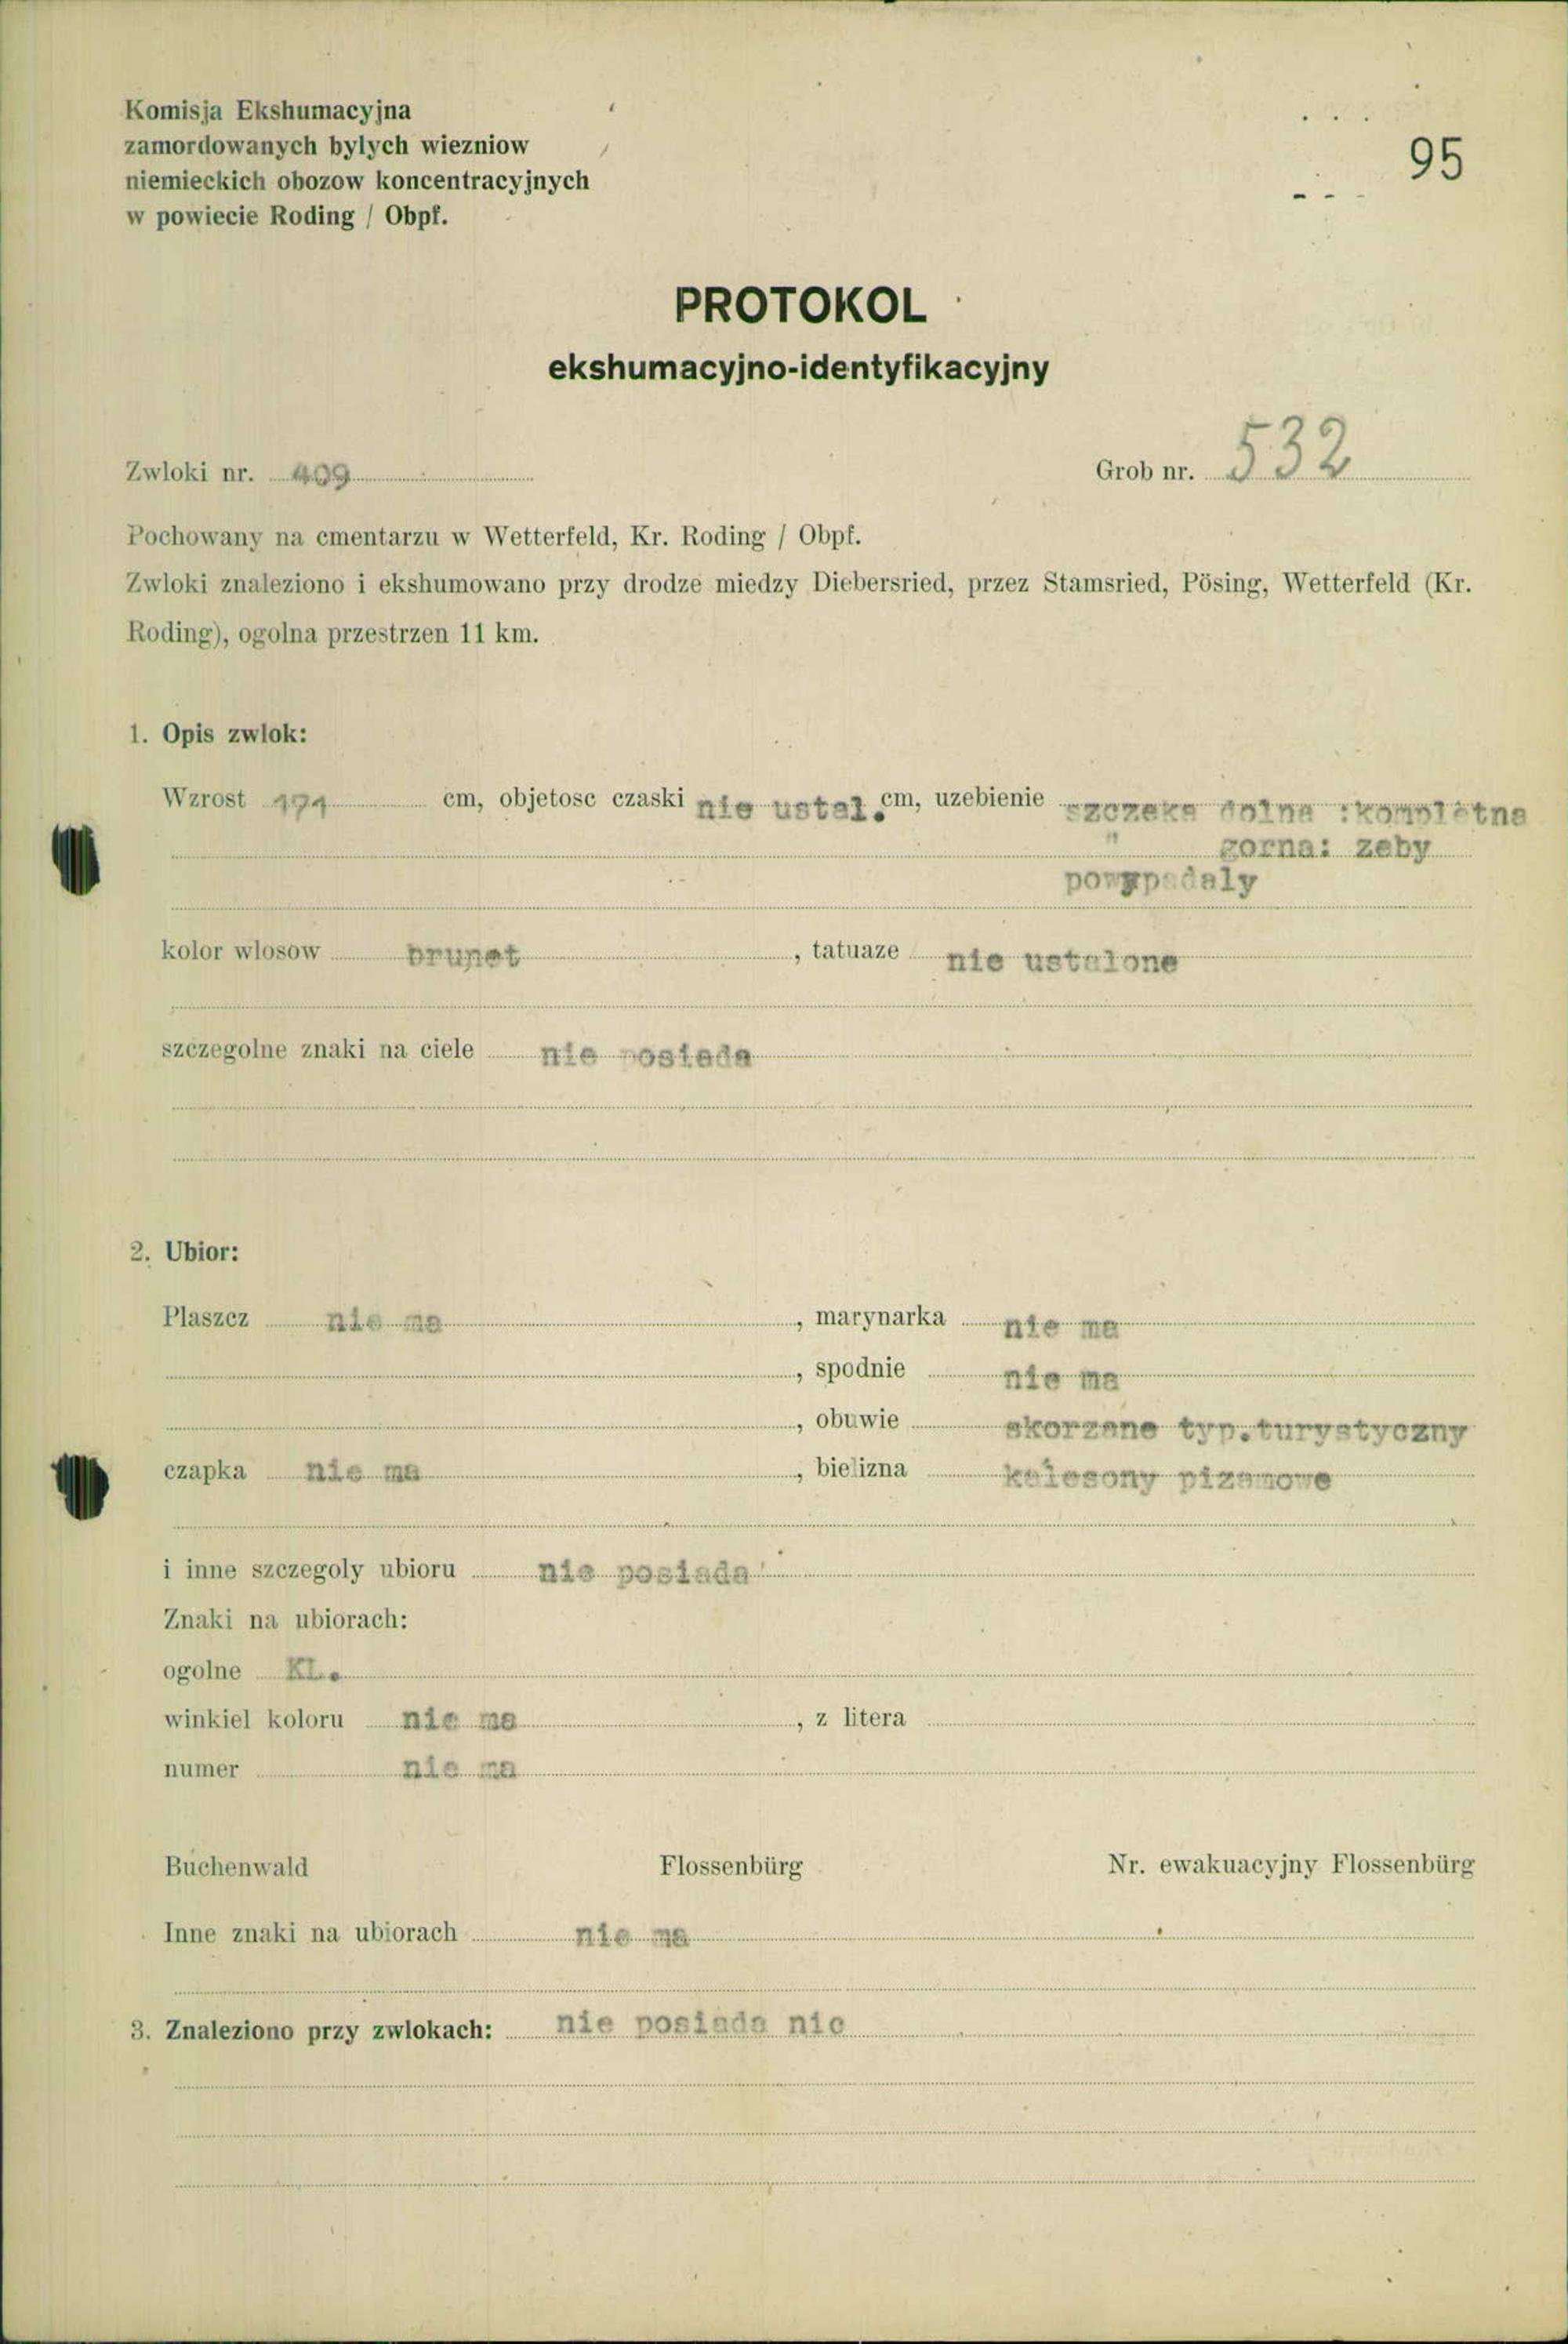 Komisja Ekshumacyjna
zamordowanych bylych wiezniow
niemieckich obozow koncentracyjnych
w powiecie Roding / Obpf.
95
PROTOKOL
ekshumacyjno-identyfikacyjny
Zwloki nr. 409 Grob nr. 532
Pochowany na cmentarzu w Wetterfeld, Kr. Roding / Obpf.
Zwloki znaleziono i ekshumowano przy drodze miedzy Diebersried, przez Stamsried, Pösing, Wetterfeld (Kr.
Roding), ogolna przestrzen 11 km.
1. Opis zwlok:
Wzrost cm, objetosc czaski nie ustal. cm, uzebienie szczeka dolna :kompletna
" gorna: zeby
powypadaly
kolor wlosow brunet , tatuaze nie ustalone
szczegolne znaki na ciele nie posiada
2. Ubior:
Plaszcz nie ma , marynarka nie ma
, spodnie nie ma
, obuwie skorzane typ.turystyczny
czapka nie ma , bielizna kalesony pizamowe
i inne szczegoly ubioru nie posiada
Znaki na ubiorach:
ogolne KL.
winkiel koloru nie ma , z litera
numer nie ma
Buchenwald Flossenbürg Nr. ewakuacyjny Flossenbürg
Inne znaki na ubiorach nie ma
3. Znaleziono przy zwlokach: nie posiada nic